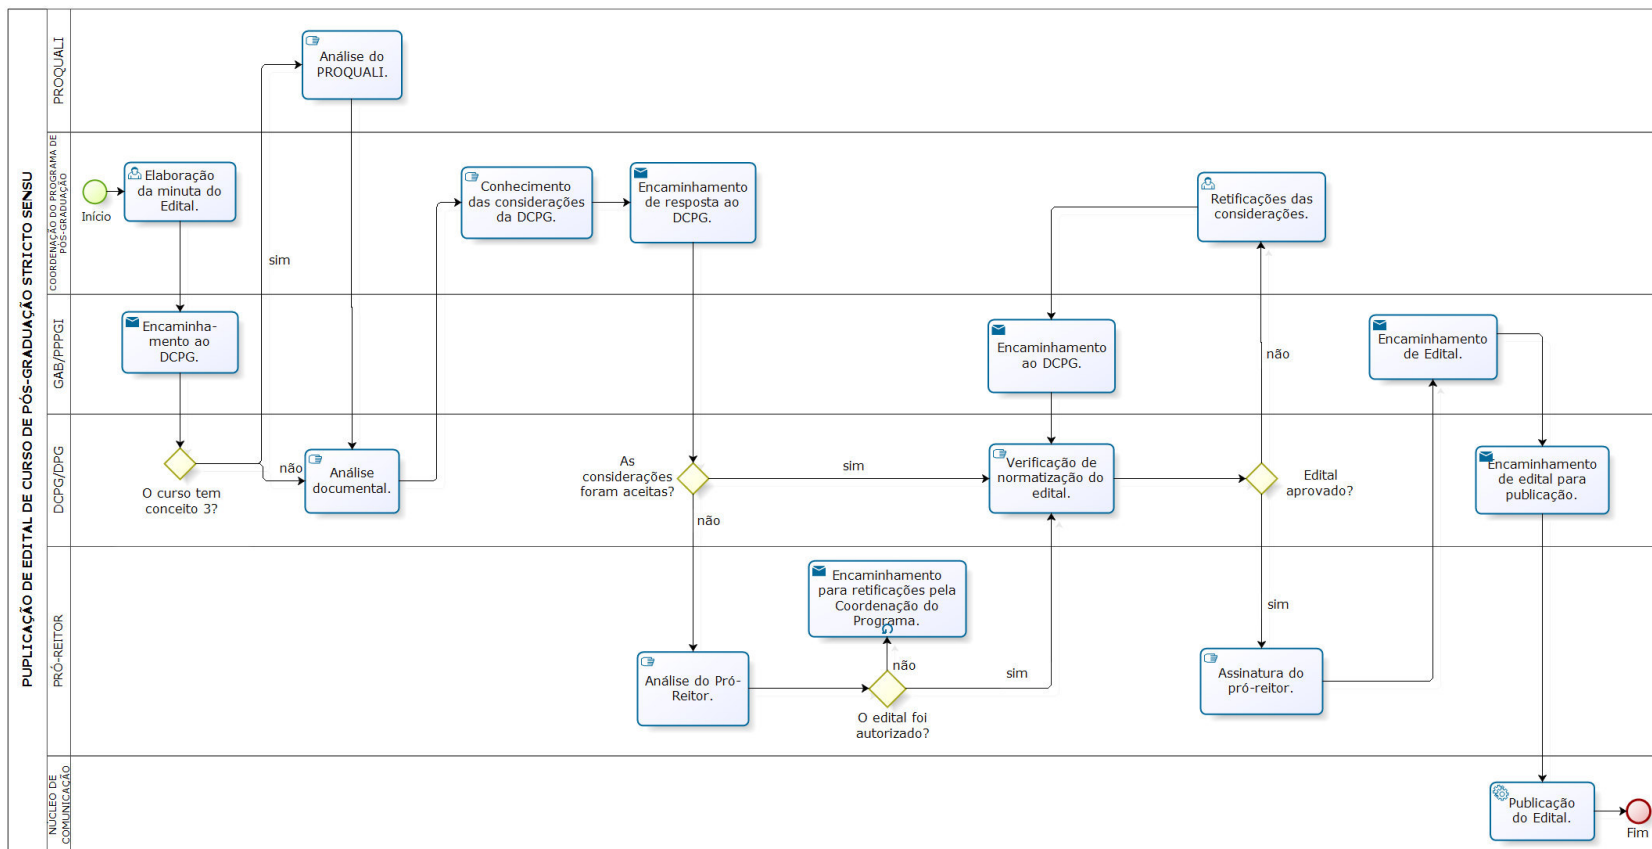 PUPLICAÇÃO DE EDITAL DE CURSO DE PÓS-GRADUAÇÃO STRICTO SENSU
PROQUALI
Análise do
PROQUALI.
COORDENAÇÃO DO PROGRAMA DE
PÓS-GRADUAÇÃO
Início
Elaboração
da minuta do
Edital.
sim
Conhecimento
das considerações
da DCPG.
Encaminhamento
de resposta ao
DCPG.
Retificações das
considerações.
GAB/PPPGI
Encaminha-
mento ao
DCPG.
Encaminhamento
ao DCPG.
não
Encaminhamento
de Edital.
DCPG/DPG
O curso tem
conceito 3?
não
Análise
documental.
As
considerações
foram aceitas?
sim
não
Verificação de
normatização do
edital.
Edital
aprovado?
Encaminhamento
de edital para
publicação.
PRÓ-REITOR
Análise do Pró-
Reitor.
Encaminhamento
para retificações pela
Coordenação do
Programa.
não
O edital foi
autorizado?
sim
sim
Assinatura do
pró-reitor.
NÚCLEO DE
COMUNICAÇÃO
Publicação
do Edital.
Fim